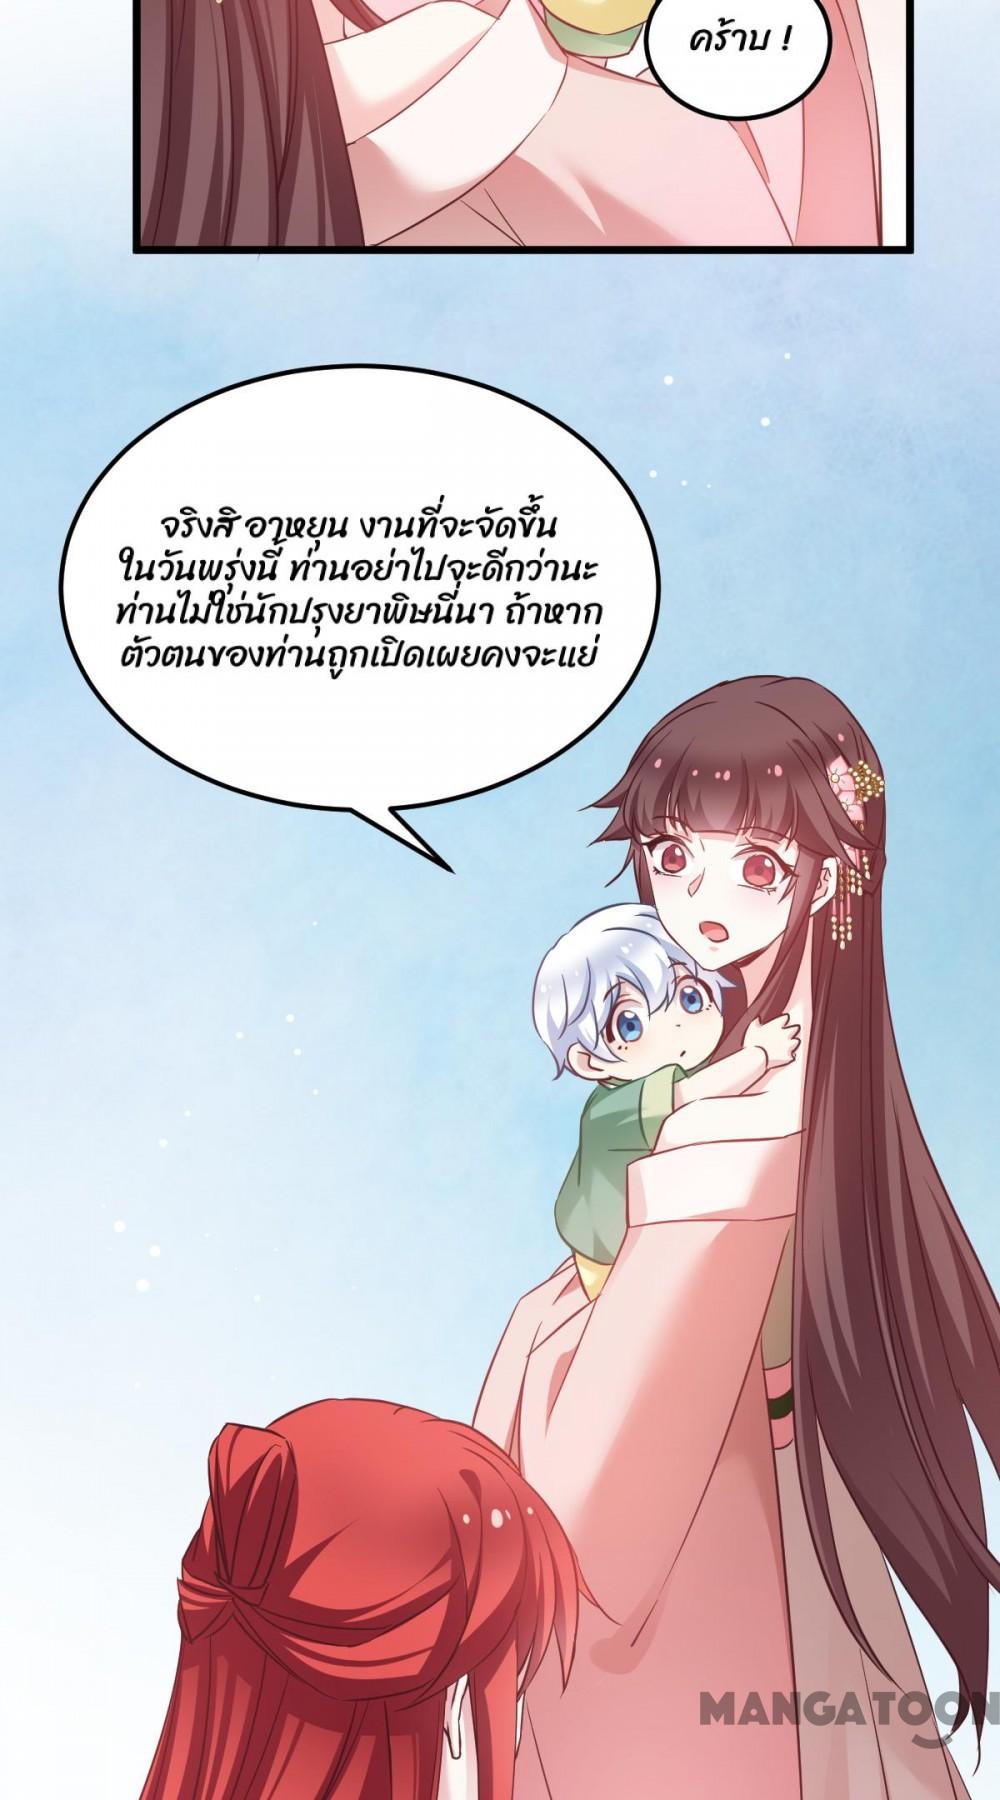 คร้าบ !
จริงสิ อาหยุน งานที่จะจัดขึ้น
ในวันพรุ่งนี้ ท่านอย่าไปจะดีกว่านะ
ท่านไม่ใช่นักปรุงยาพิษนี่นา ถ้าหาก
ตัวตนของท่านถูกเปิดเผยคงจะแย่
MANGATOON